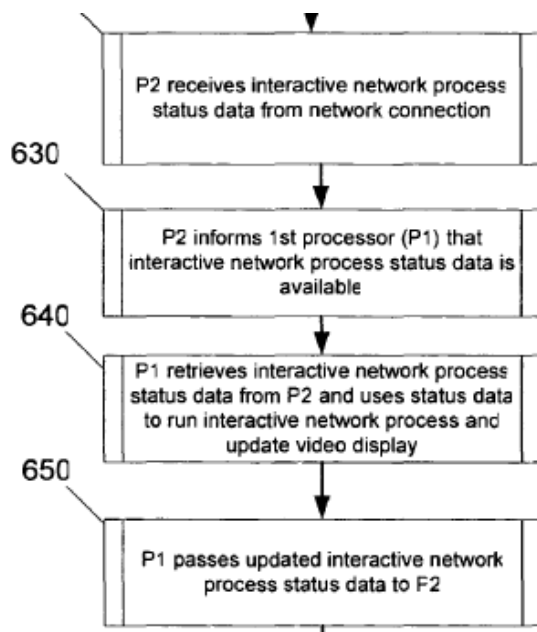 P2 receives interactive network process
status data from network connection
630
P2 informs 1st processor (P1) that
interactive network process status data is
available
640
P1 retrieves interactive network process
status data from P2 and uses status data
to run interactive network process and
update video display
650
P1 passes updated interactive network
process status data to F2